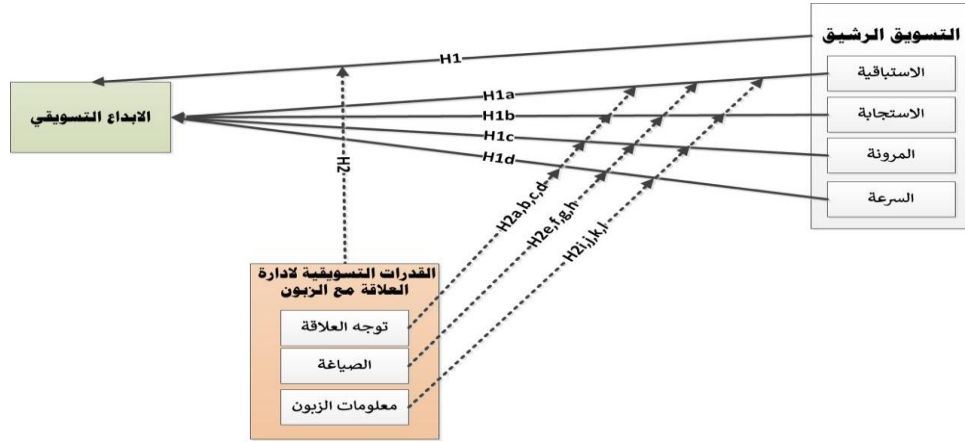 التسويق الرشيق
الاستباقية
الاستجابة
المرونة
السرعة
الابداع التسويقي
H1
H1a
H1b
H1c
H1d
H2
H2a,b,c,d
H2e,f,g,h
H2i,j,k,l
القدرات التسويقية لادارة
العلاقة مع الزبون
توجه العلاقة
الصياغة
معلومات الزبون